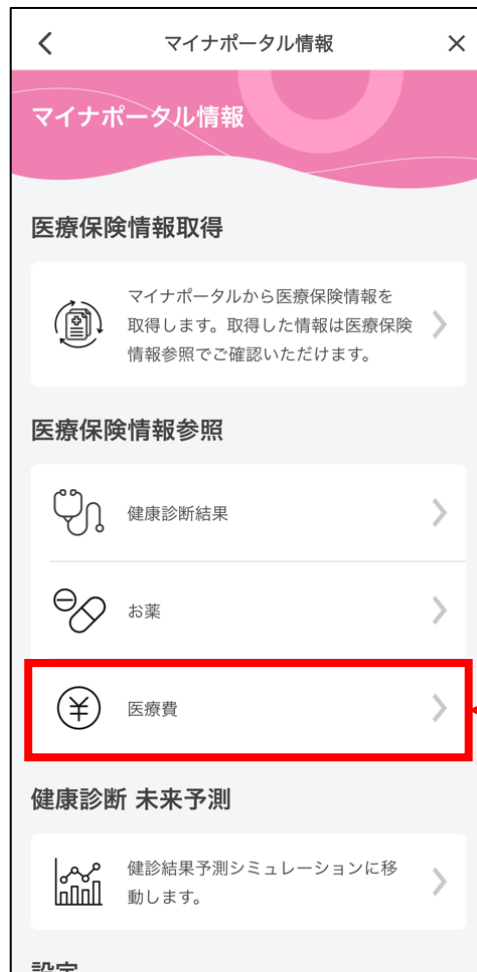 マイナポータル情報
マイナポータル情報
医療保険情報取得
マイナポータルから医療保険情報を
取得します。取得した情報は医療保険
情報参照でご確認いただけます。
医療保険情報参照
健康診断結果
お薬
医療費
健康診断 未来予測
健診結果予測シミュレーションに移
動します。
設定